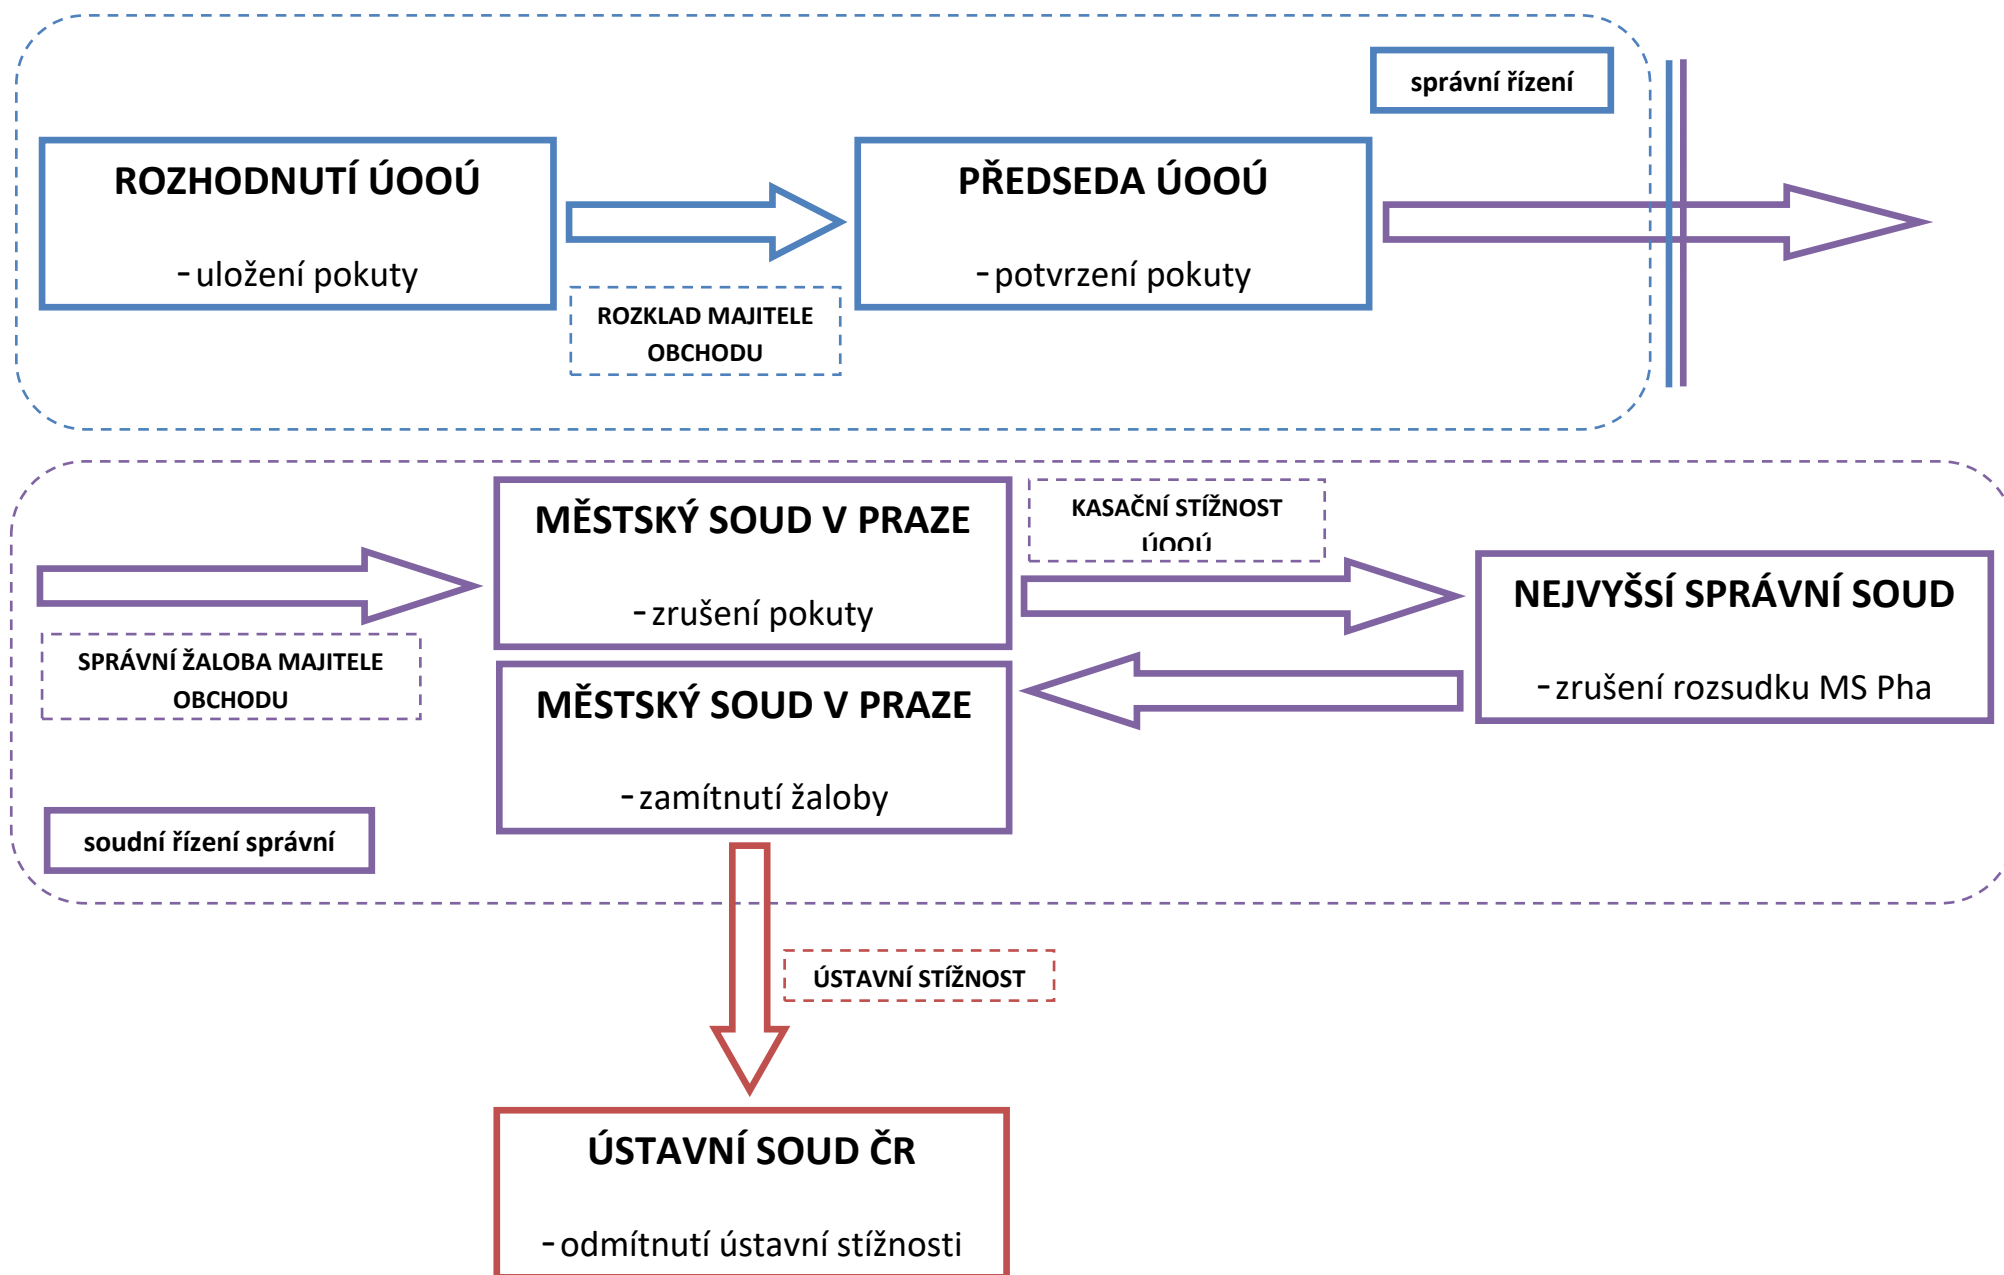 správní řízení
ROZHODNUTÍ ÚOOÚ
- uložení pokuty
ROZKLAD MAJITELE
OBCHODU
PŘEDSEDA ÚOOÚ
- potvrzení pokuty
SPRÁVNÍ ŽALOBA MAJITELE
OBCHODU
MĚSTSKÝ SOUD V PRAZE
- zrušení pokuty
KASAČNÍ STÍŽNOST
ÚOOÚ
NEJVYŠSÍ SPRÁVNÍ SOUD
- zrušení rozsudku MS Pha
MĚSTSKÝ SOUD V PRAZE
- zamítnutí žaloby
soudní řízení správní
ÚSTAVNÍ STÍŽNOST
ÚSTAVNÍ SOUD ČR
- odmítnutí ústavní stížnosti